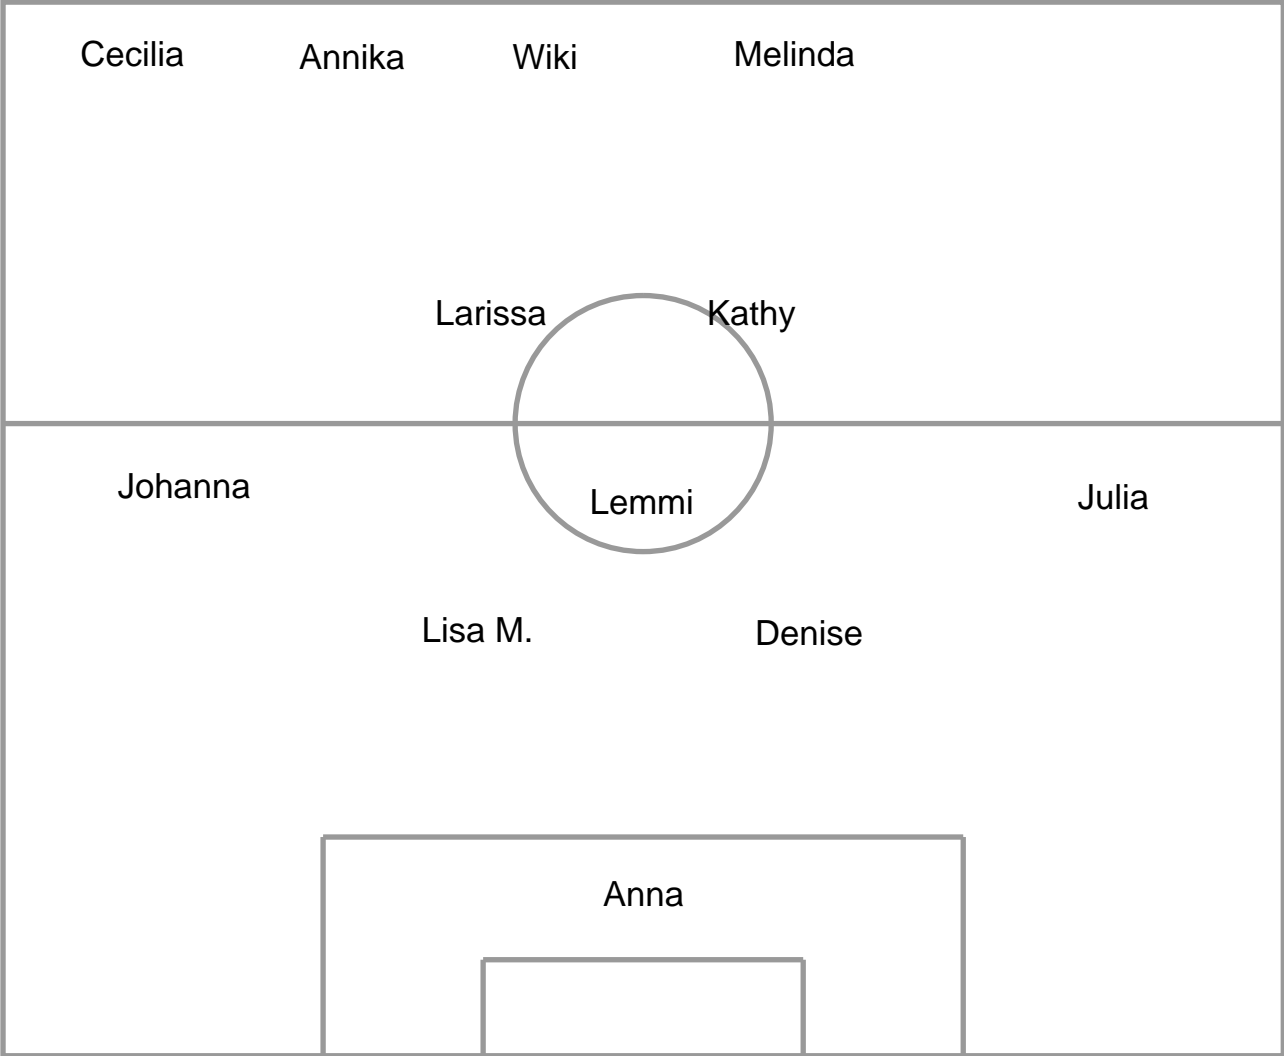 Cecilia Annika Wiki Melinda
Larissa Kathy
Johanna Lemmi Julia
Lisa M. Denise
Anna